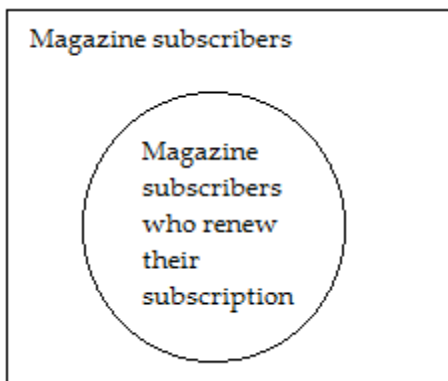 Magazine subscribers
Magazine
subscribers
who renew
their
subscription